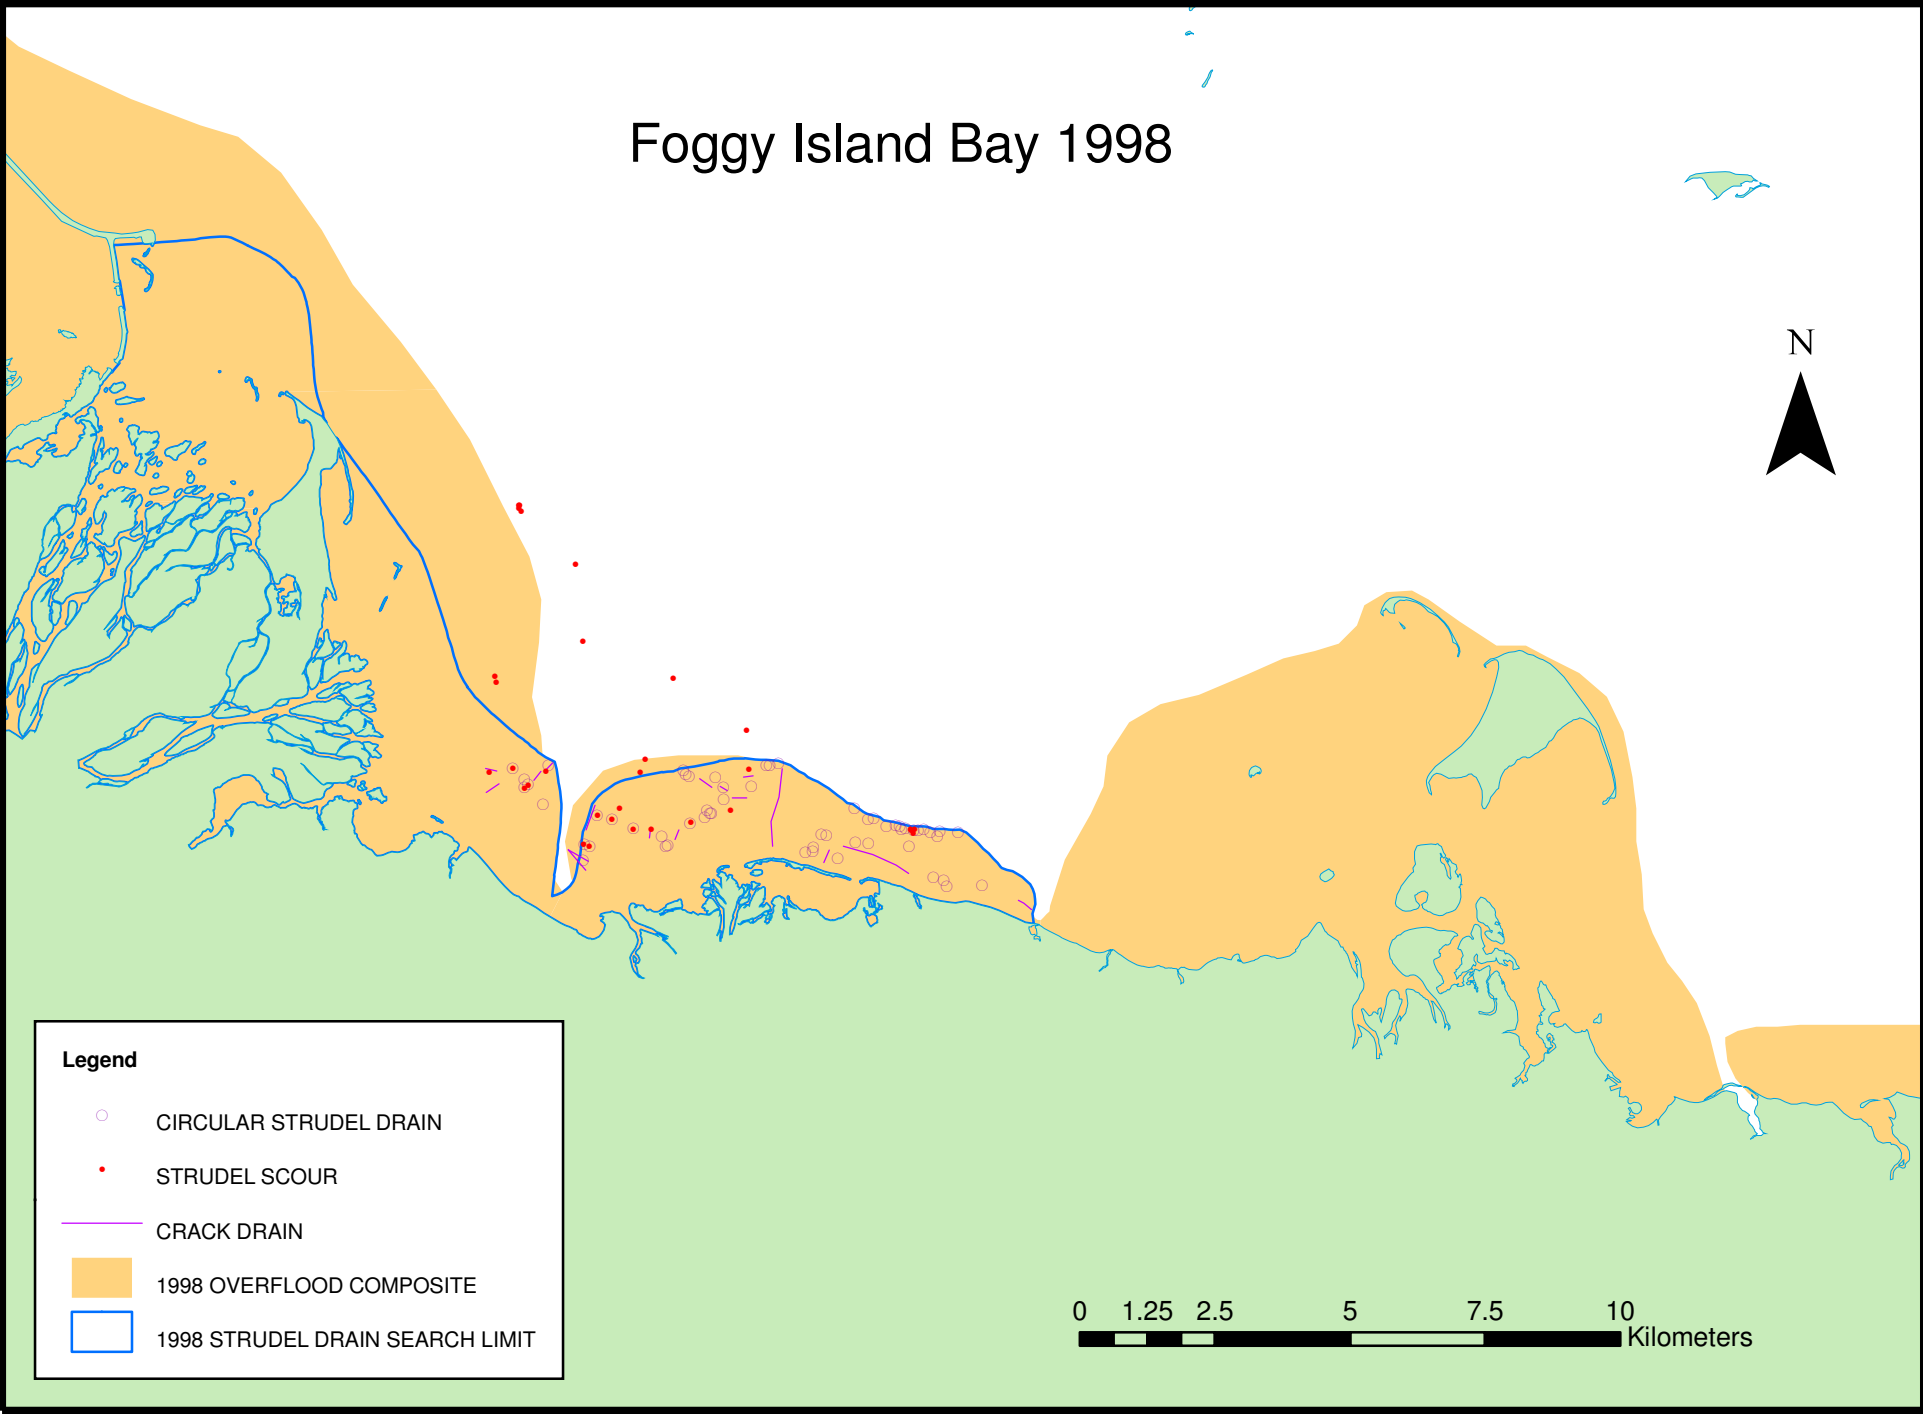 Foggy Island Bay 1998
N
Legend
CIRCULAR STRUDEL DRAIN
STRUDEL SCOUR
CRACK DRAIN
1998 OVERFLOOD COMPOSITE
1998 STRUDEL DRAIN SEARCH LIMIT
0 1.25 2.5 5 7.5 10
Kilometers